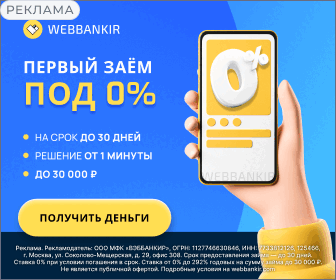 РЕКЛАМА
WEBBANKIR
ПЕРВЫЙ ЗАЁМ
ПОД 0%
НА СРОК ДО 30 ДНЕЙ
РЕШЕНИЕ ОТ 1 МИНУТЫ
ДО 30 000 ₽
0%
WEBBANKIR
ПОЛУЧИТЬ ДЕНЬГИ
Реклама. Рекламодатель: ООО МФК «ВЭББАНКИР», ОГРН: 1127746630846, ИНН: 7733812126, 125466,
г. Москва, ул. Соколово-Мещерская, д. 29, офис 308. Срок предоставления займа — до 30 дней.
Ставка 0% при условии погашения в срок. Ставка от 0% до 292% годовых на сумму займа до 30 000 ₽.
Не является публичной офертой. Подробные условия на webbankir.com